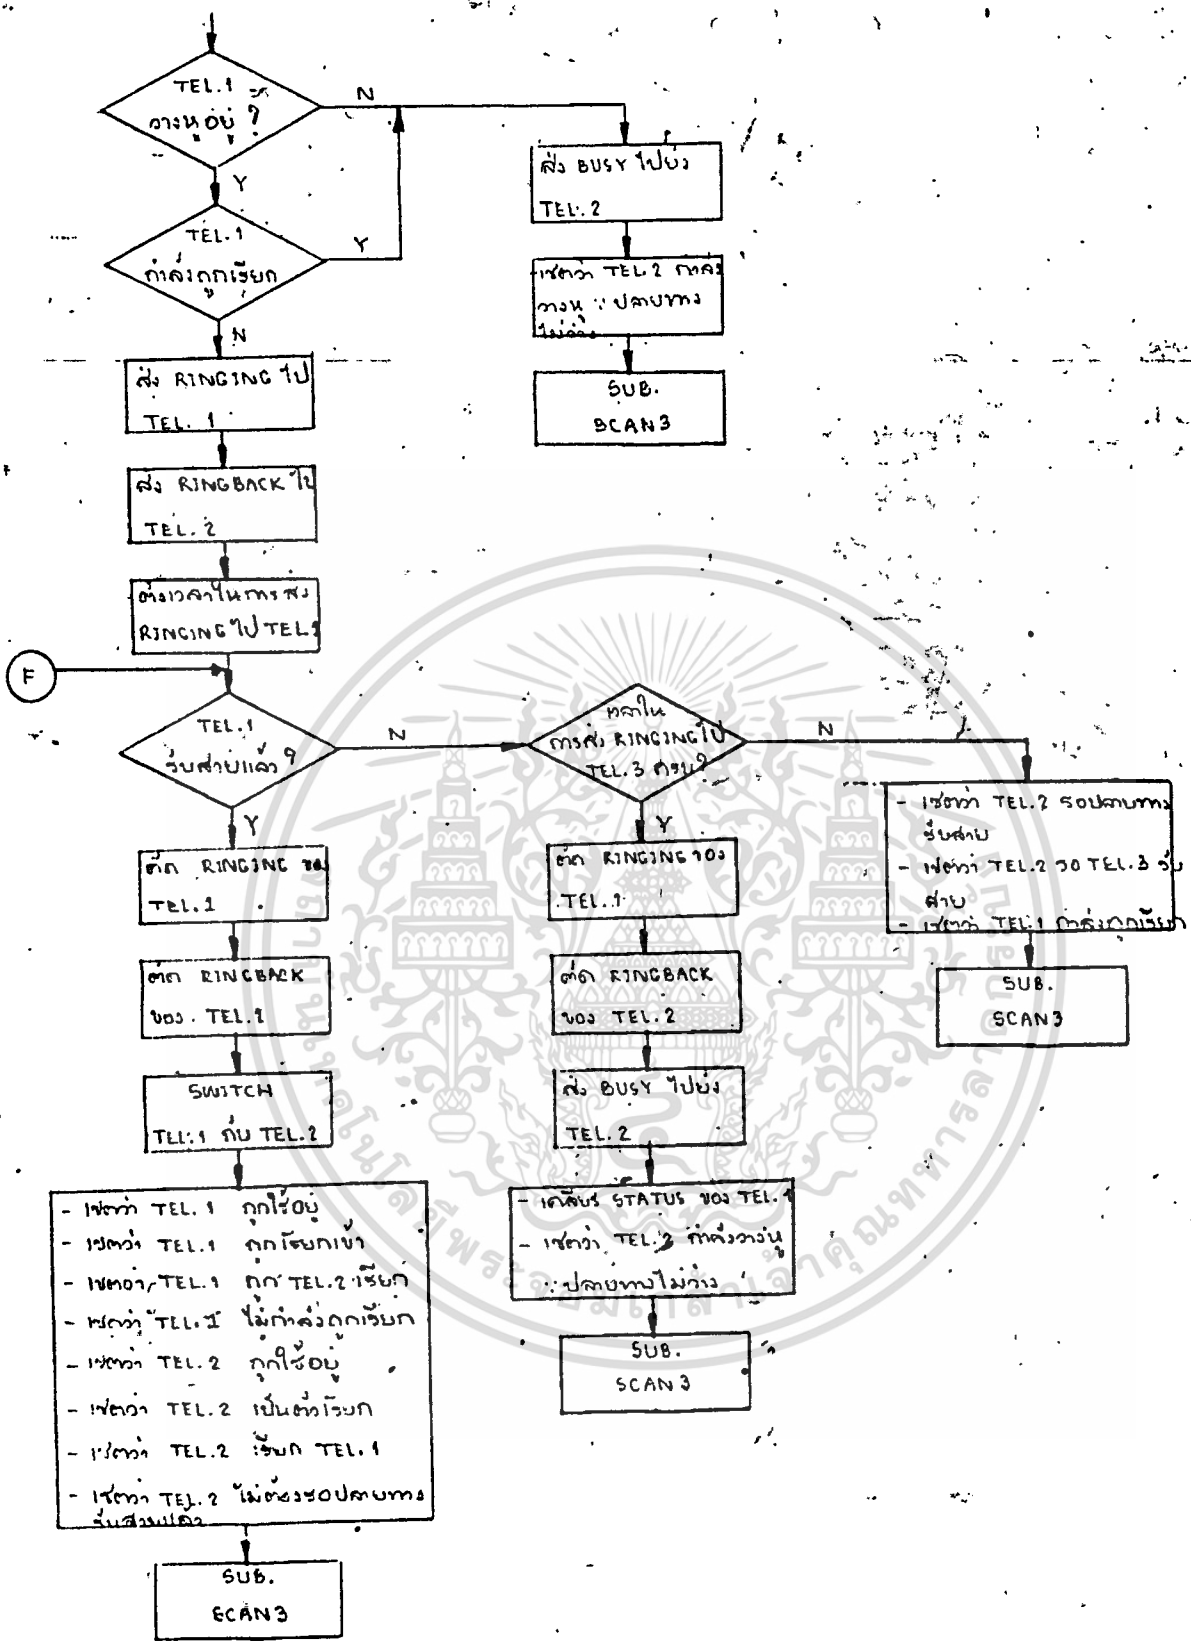 TEL.1
วางหูอยู่ ?
N
Y
TEL.1
กำลังถูกเรียก
Y
N
ส่ง BUSY ไปยัง
TEL.2
เซตว่า TEL.2 กำลัง
วางหู ∵ ปลายทาง
ไม่ว่าง
SUB.
SCAN3
ส่ง RINGING ไป
TEL. 1
ส่ง RINGBACK ไป
TEL.2
ตั้งเวลาในการส่ง
RINGING ไป TEL.1
F
TEL.1
รับสายแล้ว ?
N
Y
เวลาใน
การส่ง RINGING ไป
TEL.3 ครบ?
N
Y
- เซตว่า TEL.2 รอปลายทาง
รับสาย
- เซตว่า TEL.2 รอ TEL.3 รับ
สาย
- เซตว่า TEL.1 กำลังถูกเรียก
SUB.
SCAN3
ตัด RINGING ของ
TEL.1
ตัด RINGBACK
ของ TEL.1
SWITCH
TEL.1 กับ TEL.2
- เซตว่า TEL.1 ถูกใช้อยู่
- เซตว่า TEL.1 ถูกเรียกเข้า
- เซตว่า TEL.1 ถูก TEL.2 เรียก
- เซตว่า TEL.1 ไม่กำลังถูกเรียก
- เซตว่า TEL.2 ถูกใช้อยู่
- เซตว่า TEL.2 เป็นตัวเรียก
- เซตว่า TEL.2 เรียก TEL.1
- เซตว่า TEL.2 ไม่ต้องรอปลายทาง
รับสายแล้ว
SUB.
SCAN3
ตัด RINGING ของ
TEL.1
ตัด RINGBACK
ของ TEL.2
ส่ง BUSY ไปยัง
TEL.2
- เคลียร์ STATUS ของ TEL.1
- เซตว่า TEL.2 กำลังวางหู
∵ ปลายทางไม่ว่าง
SUB.
SCAN3